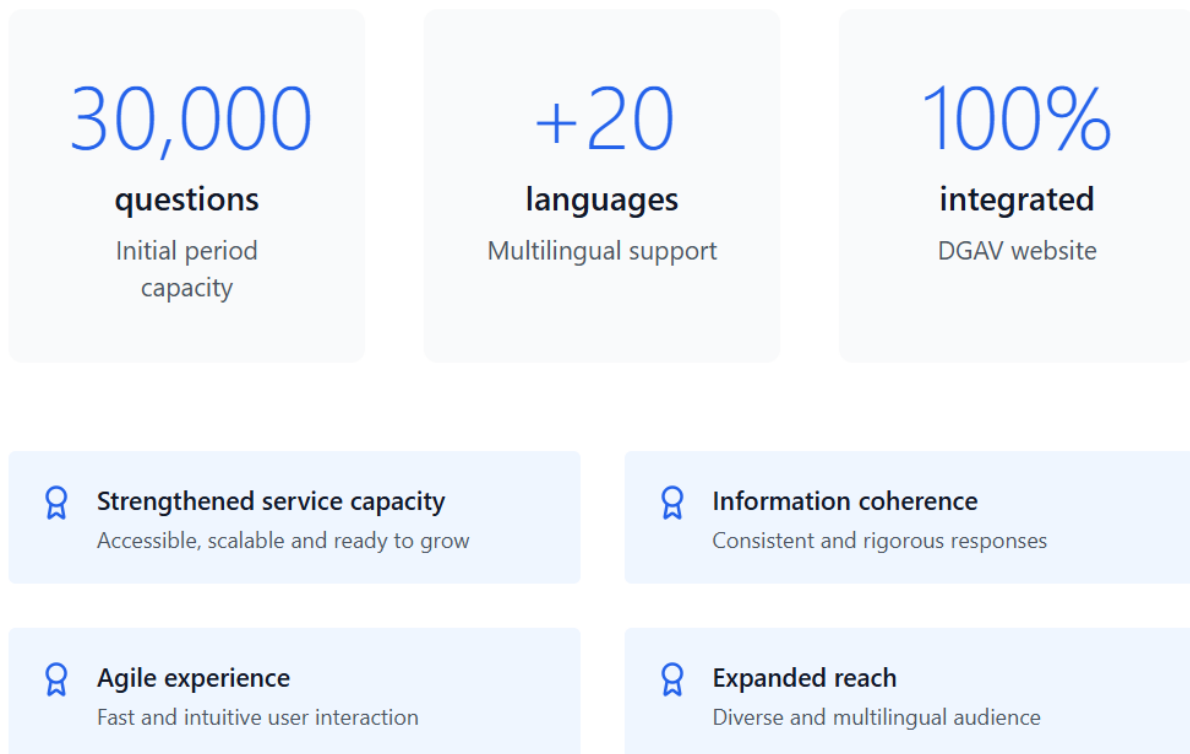 30,000
questions
Initial period
capacity
+20
languages
Multilingual support
100%
integrated
DGAV website
Strengthened service capacity
Accessible, scalable and ready to grow
Information coherence
Consistent and rigorous responses
Agile experience
Fast and intuitive user interaction
Expanded reach
Diverse and multilingual audience